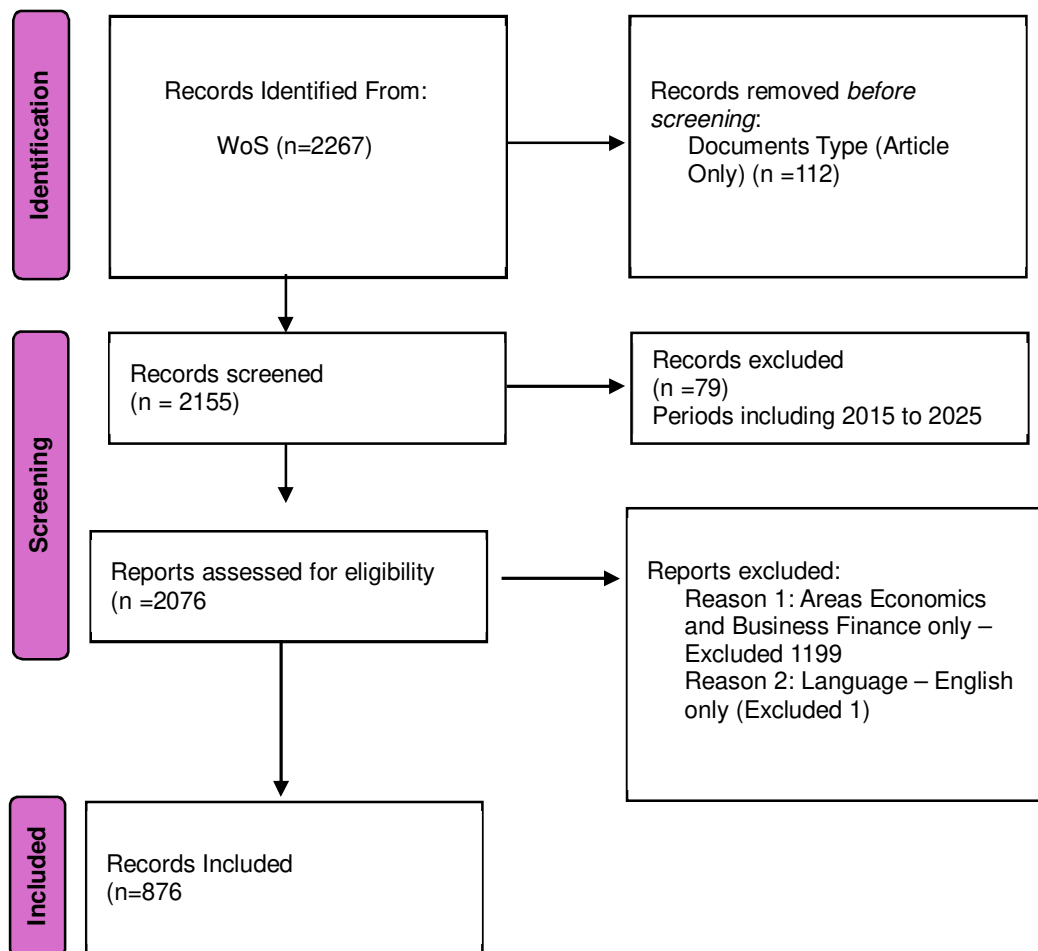 Identification
Records Identified From:
WoS (n=2267)
Records removed before
screening:
Documents Type (Article
Only) (n =112)
Screening
Records screened
(n = 2155)
Records excluded
(n =79)
Periods including 2015 to 2025
Reports assessed for eligibility
(n =2076
Reports excluded:
Reason 1: Areas Economics
and Business Finance only –
Excluded 1199
Reason 2: Language – English
only (Excluded 1)
Included
Records Included
(n=876